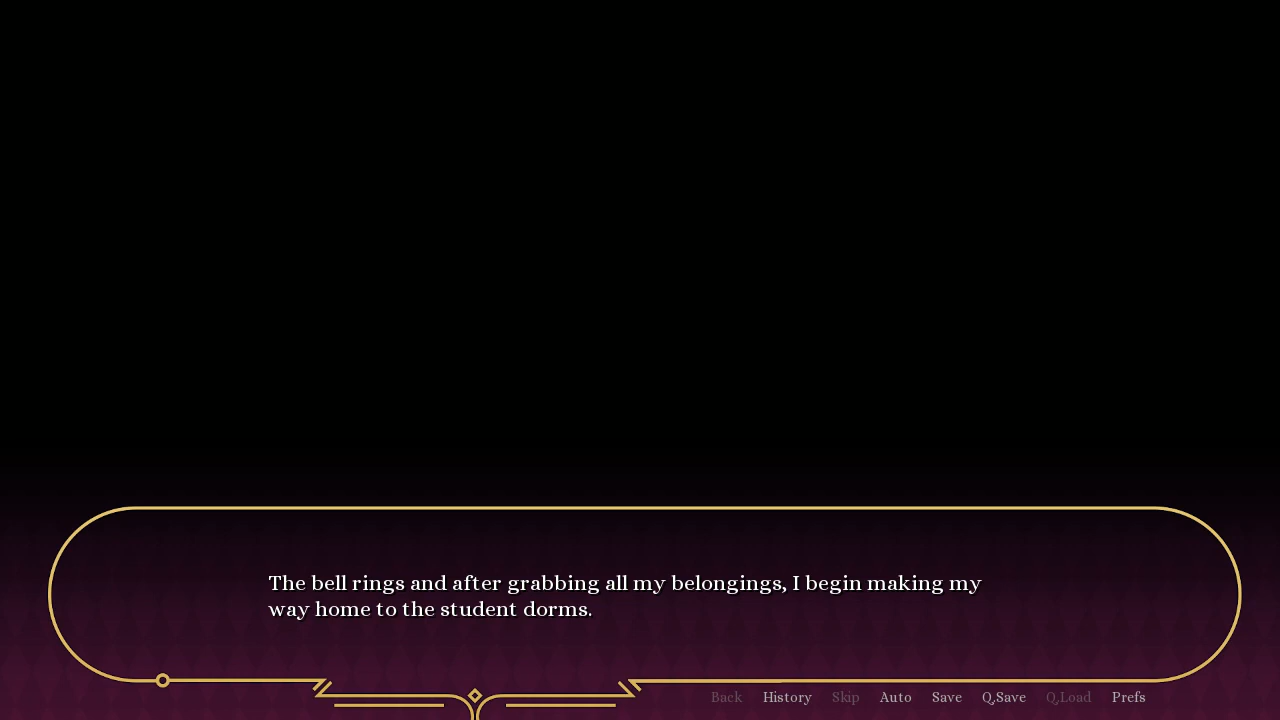 The bell rings and after grabbing all my belongings, I begin making my
way home to the student dorms.
Back History Skip Auto Save Q.Save Q.Load Prefs